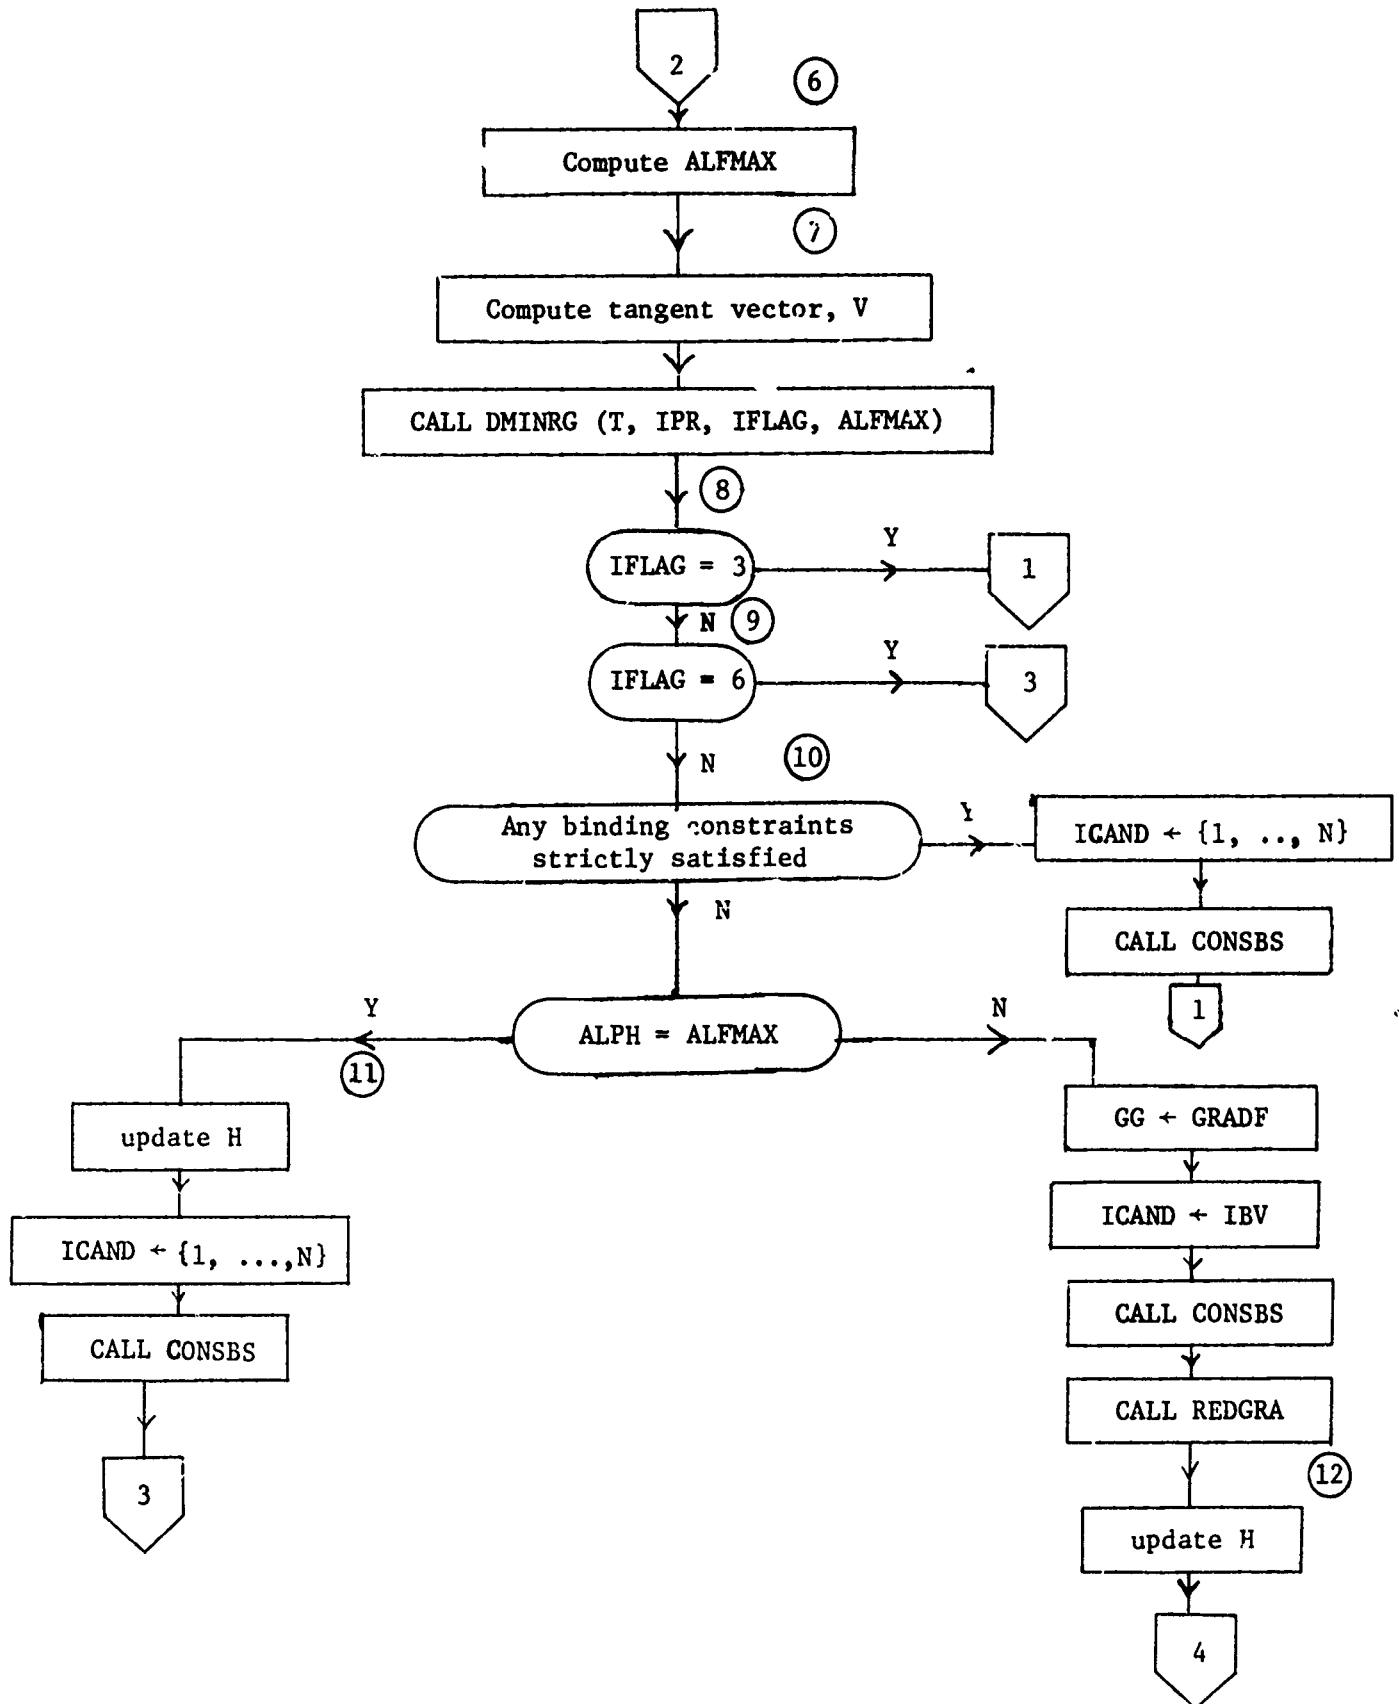 2
6
Compute ALFMAX
7
Compute tangent vector, V
CALL DMINRG (T, IPR, IFLAG, ALFMAX)
8
IFLAG = 3
Y
1
N
9
IFLAG = 6
Y
3
N
10
Any binding constraints
strictly satisfied
Y
ICAND ← {1, .., N}
N
CALL CONSBS
1
ALPH = ALFMAX
Y
11
N
update H
ICAND ← {1, ...,N}
CALL CONSBS
3
GG ← GRADF
ICAND ← IBV
CALL CONSBS
CALL REDGRA
12
update H
4